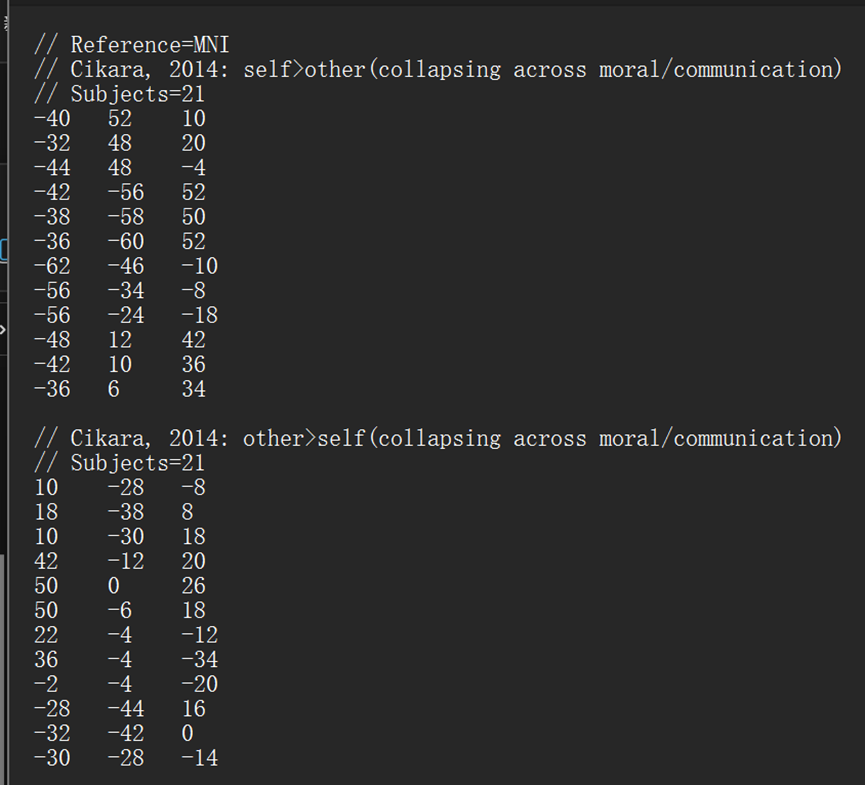 // Reference=MNI
// Cikara, 2014: self>other(collapsing across moral/communication)
// Subjects=21
-40 52 10
-32 48 20
-44 48 -4
-42 -56 52
-38 -58 50
-36 -60 52
-62 -46 -10
-56 -34 -8
-56 -24 -18
-48 12 42
-42 10 36
-36 6 34
// Cikara, 2014: other>self(collapsing across moral/communication)
// Subjects=21
10 -28 -8
18 -38 8
10 -30 18
42 -12 20
50 0 26
50 -6 18
22 -4 -12
36 -4 -34
-2 -4 -20
-28 -44 16
-32 -42 0
-30 -28 -14